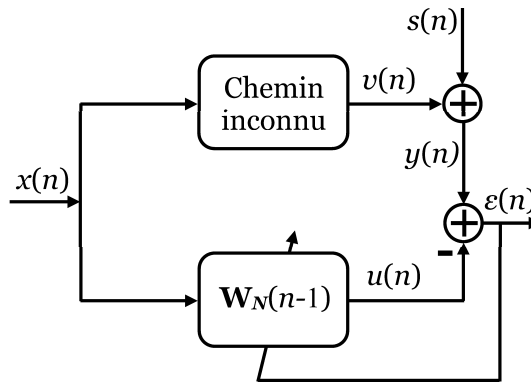 s(n)
Chemin
inconnu
v(n)
+
y(n)
x(n)
ε(n)
+
-
W_N(n-1)
u(n)